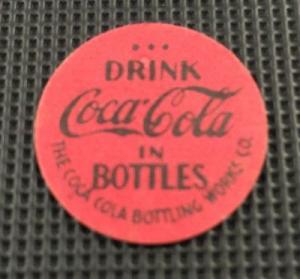 DRINK
Coca-Cola
IN
BOTTLES
THE COCA COLA BOTTLING WORKS CO.